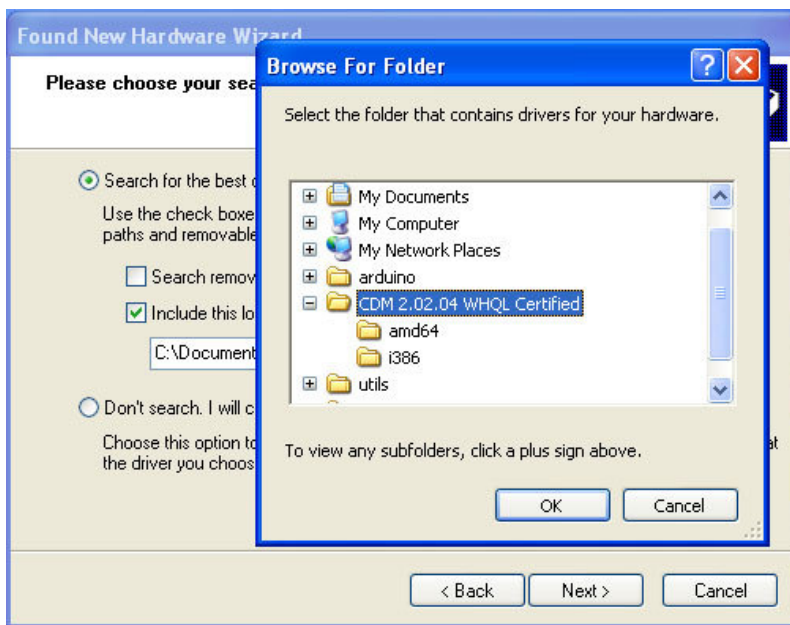 Found New Hardware Wizard
Please choose your sea
Browse For Folder
Select the folder that contains drivers for your hardware.
My Documents
My Computer
My Network Places
arduino
CDM 2.02.04 WHQL Certified
amd64
i386
utils
To view any subfolders, click a plus sign above.
OK
Cancel
Search for the best
Use the check boxe
paths and removable
Search remov
Include this lo
C:\Document
Don't search. I will c
Choose this option to
at
the driver you choos
< Back
Next >
Cancel